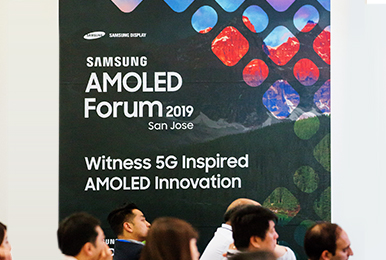 SAMSUNG SAMSUNG DISPLAY
SAMSUNG
AMOLED
Forum 2019
San Jose
Witness 5G Inspired
AMOLED Innovation